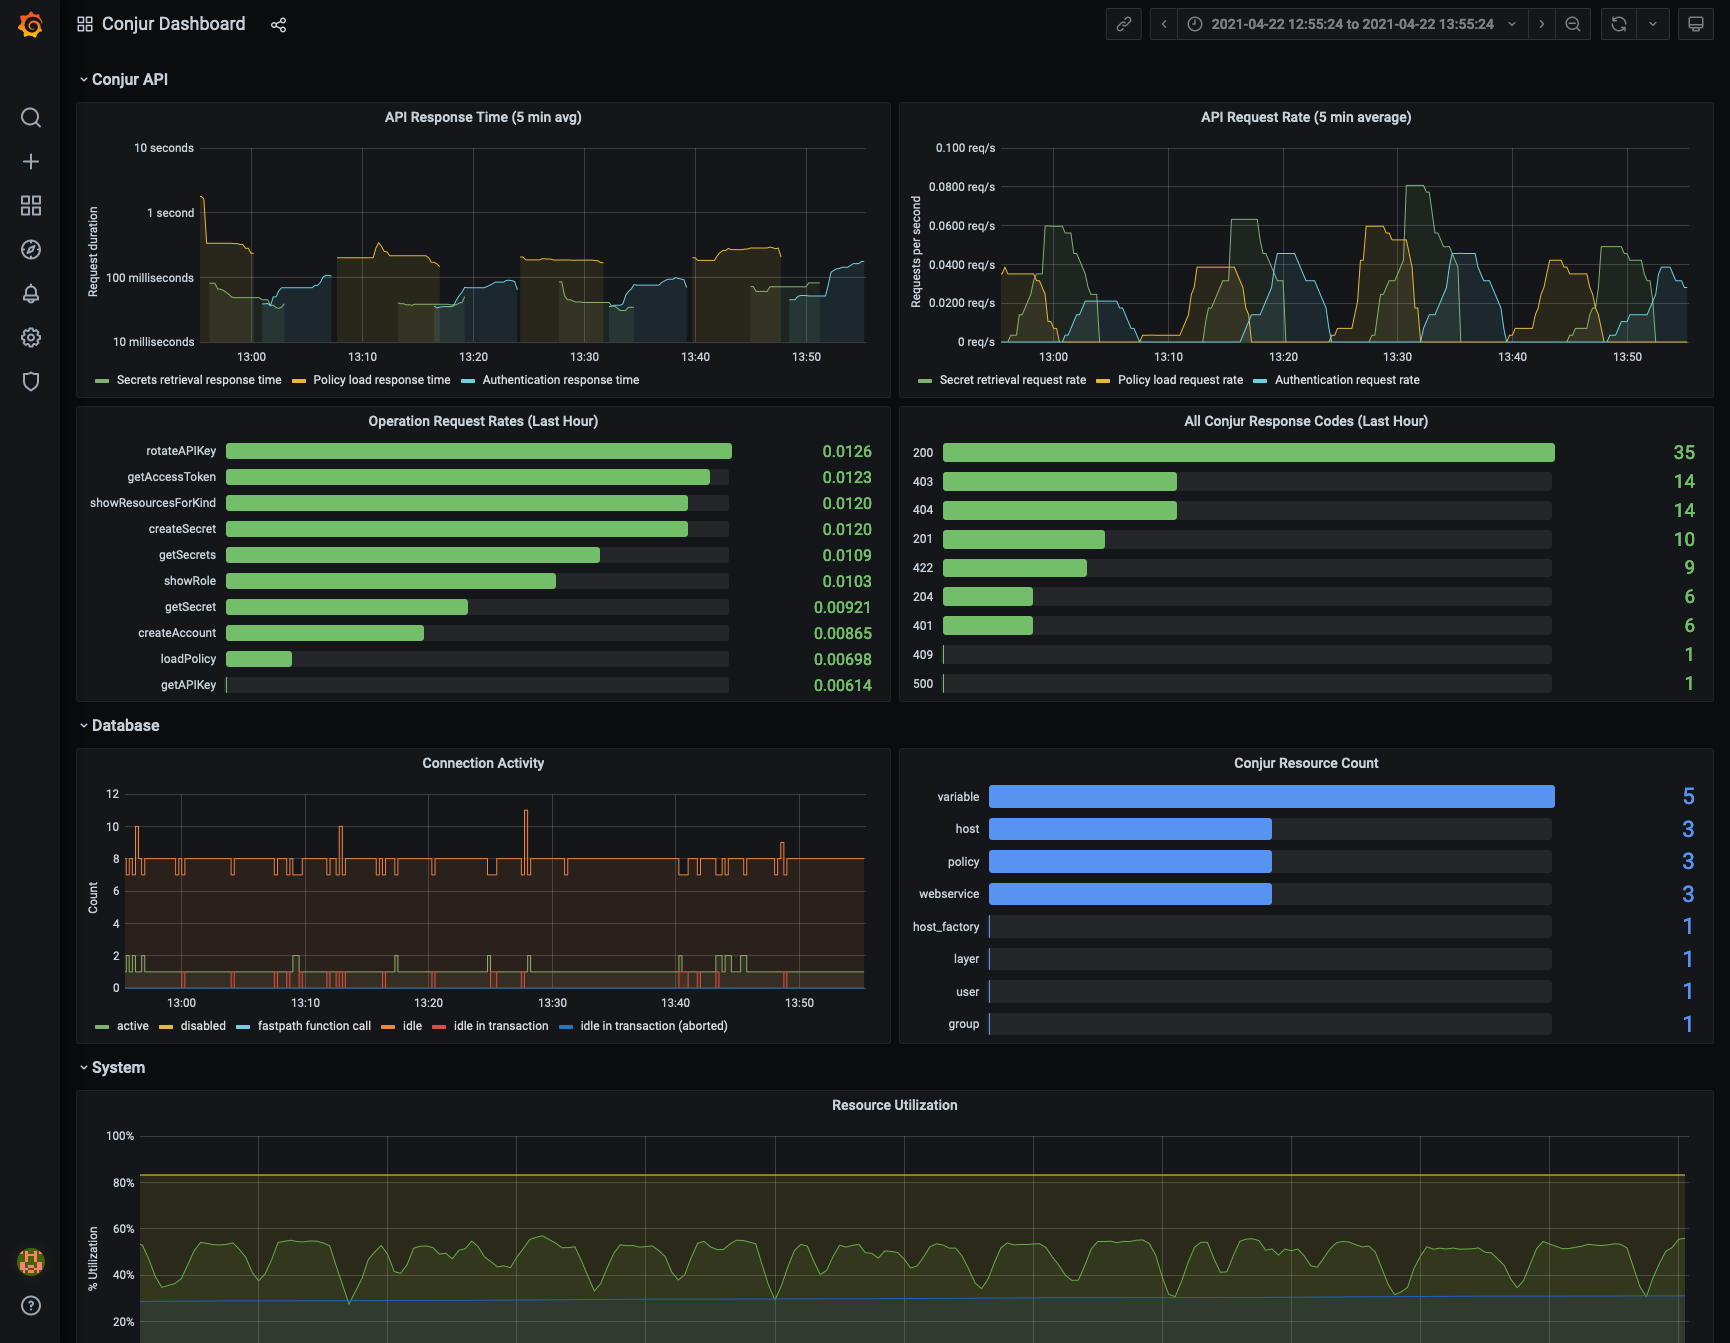 Conjur Dashboard
2021-04-22 12:55:24 to 2021-04-22 13:55:24
Conjur API
API Response Time (5 min avg)
Request duration
10 seconds
1 second
100 milliseconds
10 milliseconds
13:00 13:10 13:20 13:30 13:40 13:50
Secrets retrieval response time Policy load response time Authentication response time
API Request Rate (5 min average)
Requests per second
0.100 req/s
0.0800 req/s
0.0600 req/s
0.0400 req/s
0.0200 req/s
0 req/s
13:00 13:10 13:20 13:30 13:40 13:50
Secret retrieval request rate Policy load request rate Authentication request rate
Operation Request Rates (Last Hour)
rotateAPIKey 0.0126
getAccessToken 0.0123
showResourcesForKind 0.0120
createSecret 0.0120
getSecrets 0.0109
showRole 0.0103
getSecret 0.00921
createAccount 0.00865
loadPolicy 0.00698
getAPIKey 0.00614
All Conjur Response Codes (Last Hour)
200 35
403 14
404 14
201 10
422 9
204 6
401 6
409 1
500 1
Database
Connection Activity
Count
12
10
8
6
4
2
0
13:00 13:10 13:20 13:30 13:40 13:50
active disabled fastpath function call idle idle in transaction idle in transaction (aborted)
Conjur Resource Count
variable 5
host 3
policy 3
webservice 3
host_factory 1
layer 1
user 1
group 1
System
Resource Utilization
% Utilization
100%
80%
60%
40%
20%